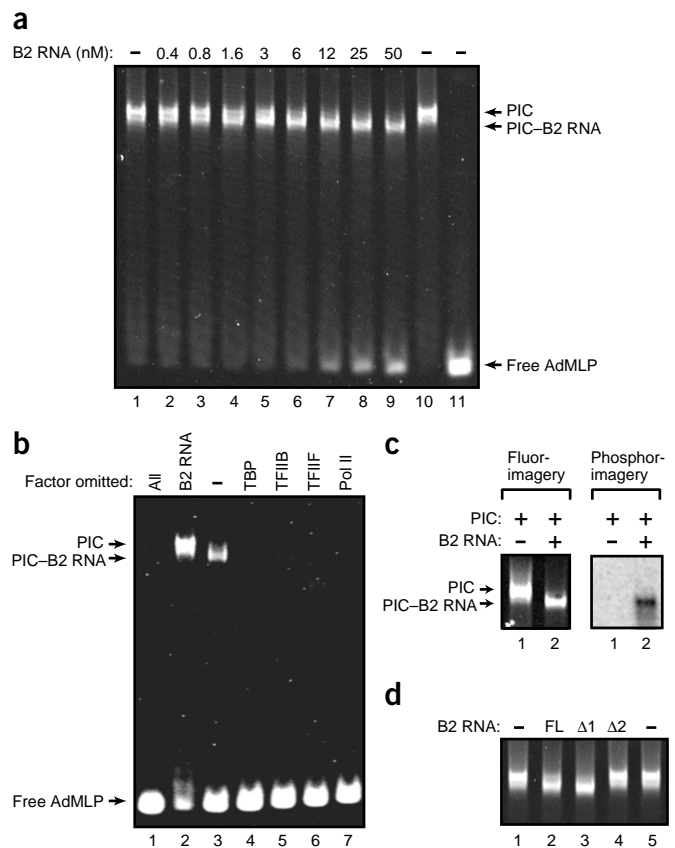 a
B2 RNA (nM): – 0.4 0.8 1.6 3 6 12 25 50 – –
PIC
PIC–B2 RNA
Free AdMLP
1 2 3 4 5 6 7 8 9 10 11
b
Factor omitted: All B2 RNA – TBP TFIIB TFIIF Pol II
PIC
PIC–B2 RNA
Free AdMLP
1 2 3 4 5 6 7
c
Fluor-
imagery
Phosphor-
imagery
PIC: + + + +
B2 RNA: – + – +
PIC
PIC–B2 RNA
1 2 1 2
d
B2 RNA: – FL Δ1 Δ2 –
1 2 3 4 5